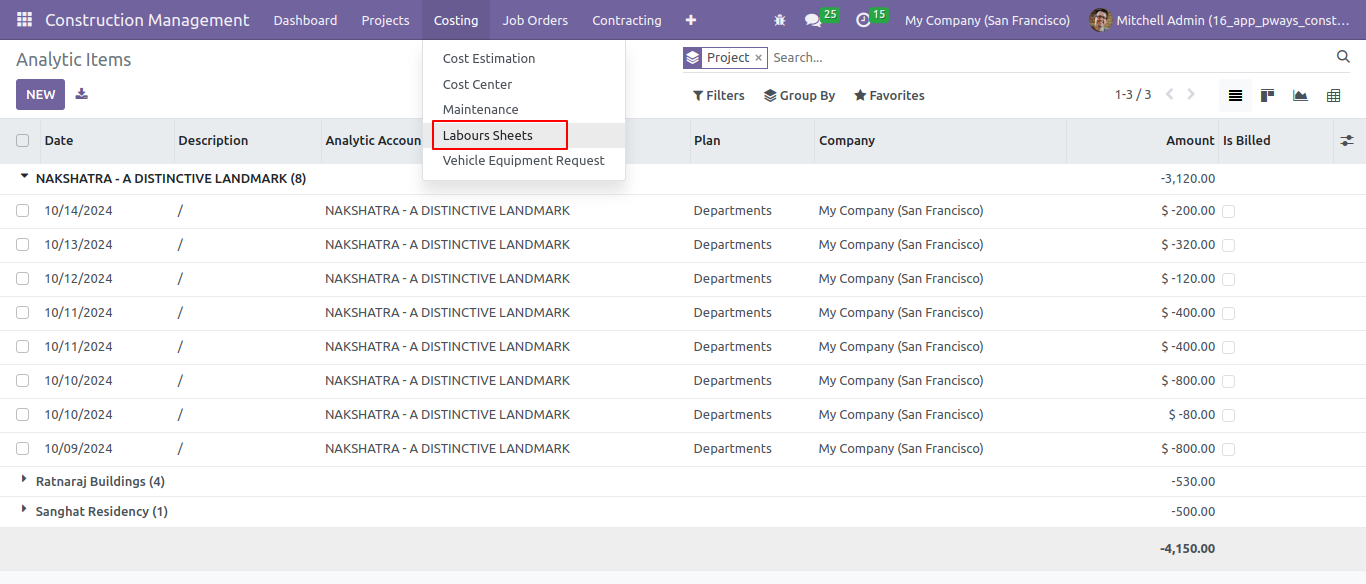 Construction Management Dashboard Projects Costing Job Orders Contracting 25 15 My Company (San Francisco) Mitchell Admin (16_app_pways_const...
Analytic Items
Project × Search...
NEW
Filters Group By Favorites 1-3 / 3
Cost Estimation
Cost Center
Maintenance
Labours Sheets
Vehicle Equipment Request
Date Description Analytic Accoun Plan Company Amount Is Billed
NAKSHATRA - A DISTINCTIVE LANDMARK (8) -3,120.00
10/14/2024 / NAKSHATRA - A DISTINCTIVE LANDMARK Departments My Company (San Francisco) $ -200.00
10/13/2024 / NAKSHATRA - A DISTINCTIVE LANDMARK Departments My Company (San Francisco) $ -320.00
10/12/2024 / NAKSHATRA - A DISTINCTIVE LANDMARK Departments My Company (San Francisco) $ -120.00
10/11/2024 / NAKSHATRA - A DISTINCTIVE LANDMARK Departments My Company (San Francisco) $ -400.00
10/11/2024 / NAKSHATRA - A DISTINCTIVE LANDMARK Departments My Company (San Francisco) $ -400.00
10/10/2024 / NAKSHATRA - A DISTINCTIVE LANDMARK Departments My Company (San Francisco) $ -800.00
10/10/2024 / NAKSHATRA - A DISTINCTIVE LANDMARK Departments My Company (San Francisco) $ -80.00
10/09/2024 / NAKSHATRA - A DISTINCTIVE LANDMARK Departments My Company (San Francisco) $ -800.00
Ratnaraj Buildings (4) -530.00
Sanghat Residency (1) -500.00
-4,150.00